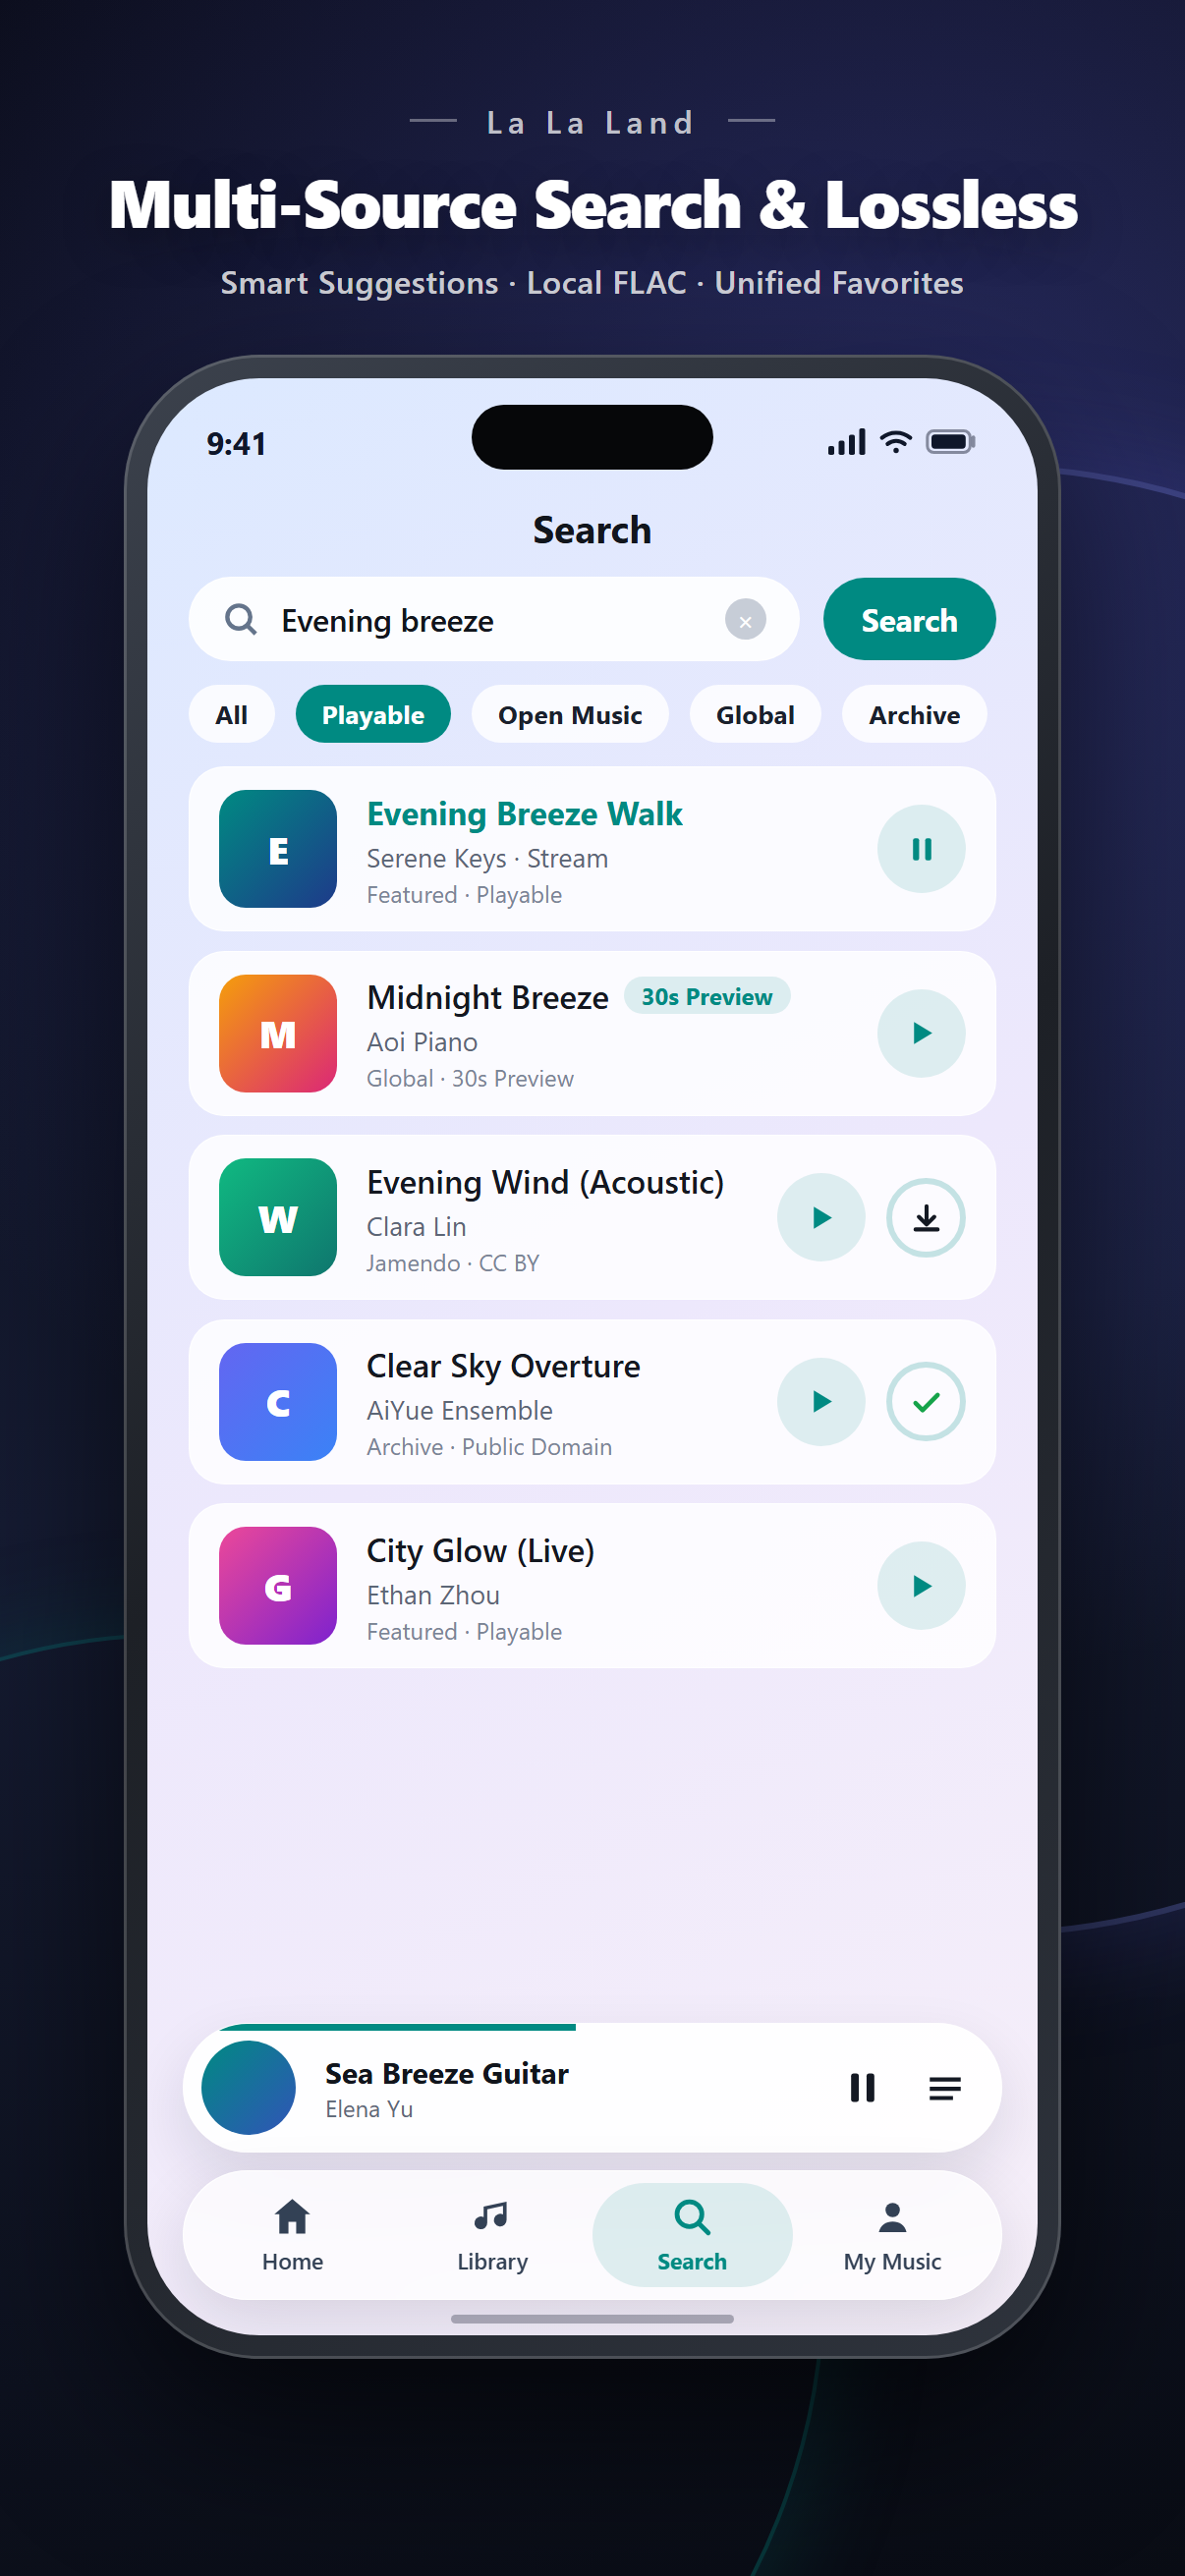 La La Land
Multi-Source Search & Lossless
Smart Suggestions · Local FLAC · Unified Favorites
9:41
Search
Evening breeze
Search
All
Playable
Open Music
Global
Archive
E
Evening Breeze Walk
Serene Keys · Stream
Featured · Playable
M
Midnight Breeze
30s Preview
Aoi Piano
Global · 30s Preview
W
Evening Wind (Acoustic)
Clara Lin
Jamendo · CC BY
C
Clear Sky Overture
AiYue Ensemble
Archive · Public Domain
G
City Glow (Live)
Ethan Zhou
Featured · Playable
Sea Breeze Guitar
Elena Yu
Home
Library
Search
My Music